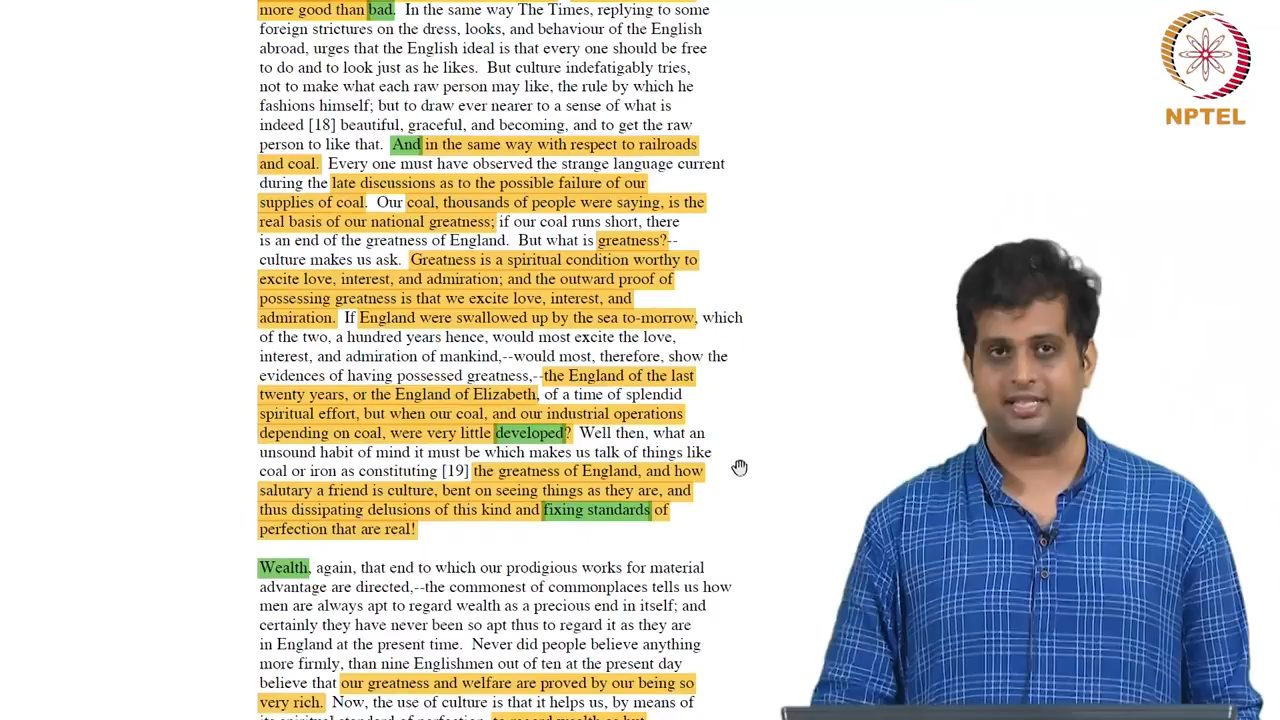 more good than bad.  In the same way The Times, replying to some
foreign strictures on the dress, looks, and behaviour of the English
abroad, urges that the English ideal is that every one should be free
to do and to look just as he likes.  But culture indefatigably tries,
not to make what each raw person may like, the rule by which he
fashions himself; but to draw ever nearer to a sense of what is
indeed [18] beautiful, graceful, and becoming, and to get the raw
person to like that.  And in the same way with respect to railroads
and coal.  Every one must have observed the strange language current
during the late discussions as to the possible failure of our
supplies of coal.  Our coal, thousands of people were saying, is the
real basis of our national greatness; if our coal runs short, there
is an end of the greatness of England.  But what is greatness?--
culture makes us ask.  Greatness is a spiritual condition worthy to
excite love, interest, and admiration; and the outward proof of
possessing greatness is that we excite love, interest, and
admiration.  If England were swallowed up by the sea to-morrow, which
of the two, a hundred years hence, would most excite the love,
interest, and admiration of mankind,--would most, therefore, show the
evidences of having possessed greatness,--the England of the last
twenty years, or the England of Elizabeth, of a time of splendid
spiritual effort, but when our coal, and our industrial operations
depending on coal, were very little developed?  Well then, what an
unsound habit of mind it must be which makes us talk of things like
coal or iron as constituting [19] the greatness of England, and how
salutary a friend is culture, bent on seeing things as they are, and
thus dissipating delusions of this kind and fixing standards of
perfection that are real!
Wealth, again, that end to which our prodigious works for material
advantage are directed,--the commonest of commonplaces tells us how
men are always apt to regard wealth as a precious end in itself; and
certainly they have never been so apt thus to regard it as they are
in England at the present time.  Never did people believe anything
more firmly, than nine Englishmen out of ten at the present day
believe that our greatness and welfare are proved by our being so
very rich.  Now, the use of culture is that it helps us, by means of
its spiritual standard of perfection, to regard wealth as but
NPTEL